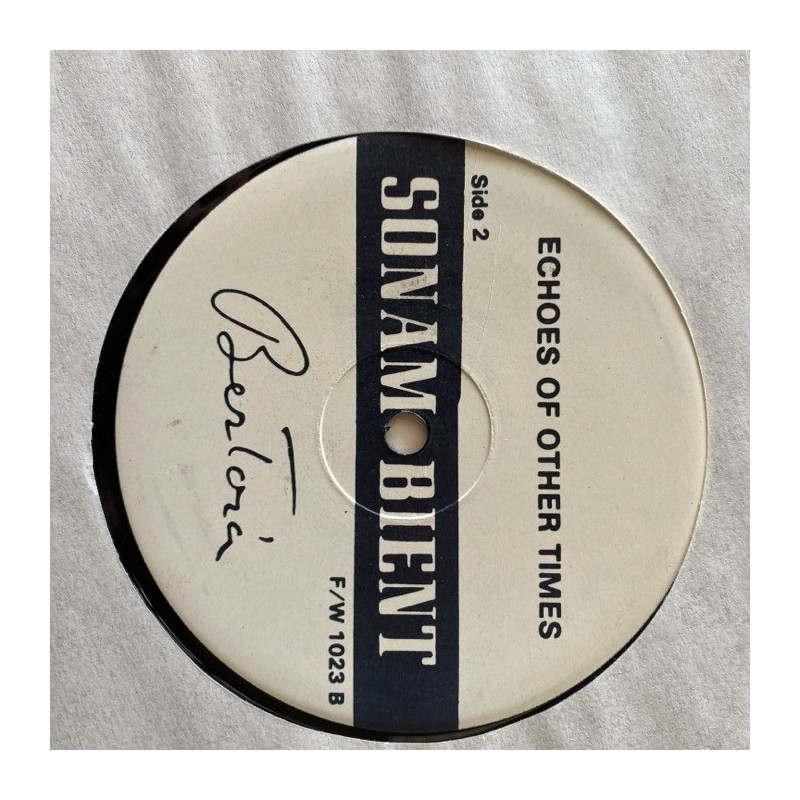 ECHOES OF OTHER TIMES
Side 2
SONAMBIENT
F/W 1023 B
Bertoia